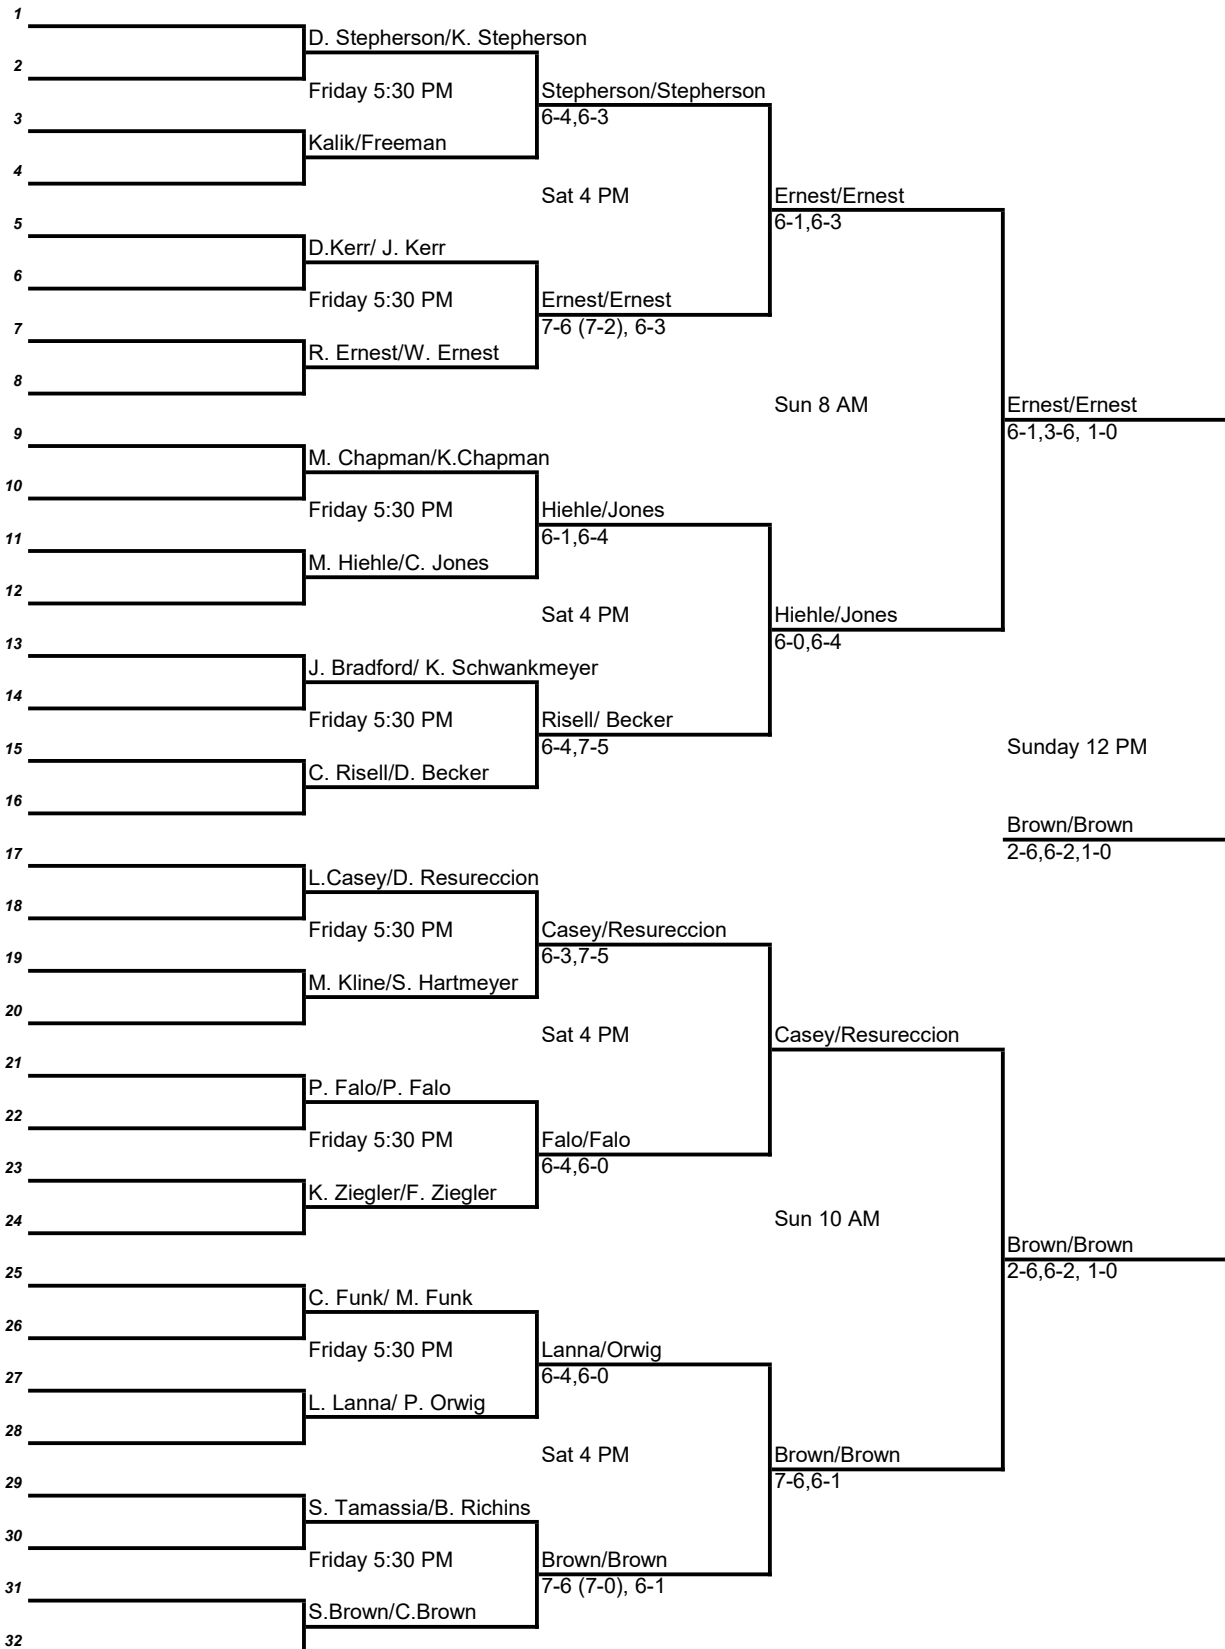 1
D. Stepherson/K. Stepherson
2
Friday 5:30 PM
Stepherson/Stepherson
6-4,6-3
3
Kalik/Freeman
4
Sat 4 PM
Ernest/Ernest
6-1,6-3
5
D.Kerr/ J. Kerr
6
Friday 5:30 PM
Ernest/Ernest
7-6 (7-2), 6-3
7
R. Ernest/W. Ernest
8
Sun 8 AM
Ernest/Ernest
6-1,3-6, 1-0
9
M. Chapman/K.Chapman
10
Friday 5:30 PM
Hiehle/Jones
6-1,6-4
11
M. Hiehle/C. Jones
12
Sat 4 PM
Hiehle/Jones
6-0,6-4
13
J. Bradford/ K. Schwankmeyer
14
Friday 5:30 PM
Risell/ Becker
6-4,7-5
15
Sunday 12 PM
C. Risell/D. Becker
16
Brown/Brown
2-6,6-2,1-0
17
L.Casey/D. Resureccion
18
Friday 5:30 PM
Casey/Resureccion
6-3,7-5
19
M. Kline/S. Hartmeyer
20
Sat 4 PM
Casey/Resureccion
21
P. Falo/P. Falo
22
Friday 5:30 PM
Falo/Falo
6-4,6-0
23
K. Ziegler/F. Ziegler
24
Sun 10 AM
Brown/Brown
2-6,6-2, 1-0
25
C. Funk/ M. Funk
26
Friday 5:30 PM
Lanna/Orwig
6-4,6-0
27
L. Lanna/ P. Orwig
28
Sat 4 PM
Brown/Brown
7-6,6-1
29
S. Tamassia/B. Richins
30
Friday 5:30 PM
Brown/Brown
7-6 (7-0), 6-1
31
S.Brown/C.Brown
32